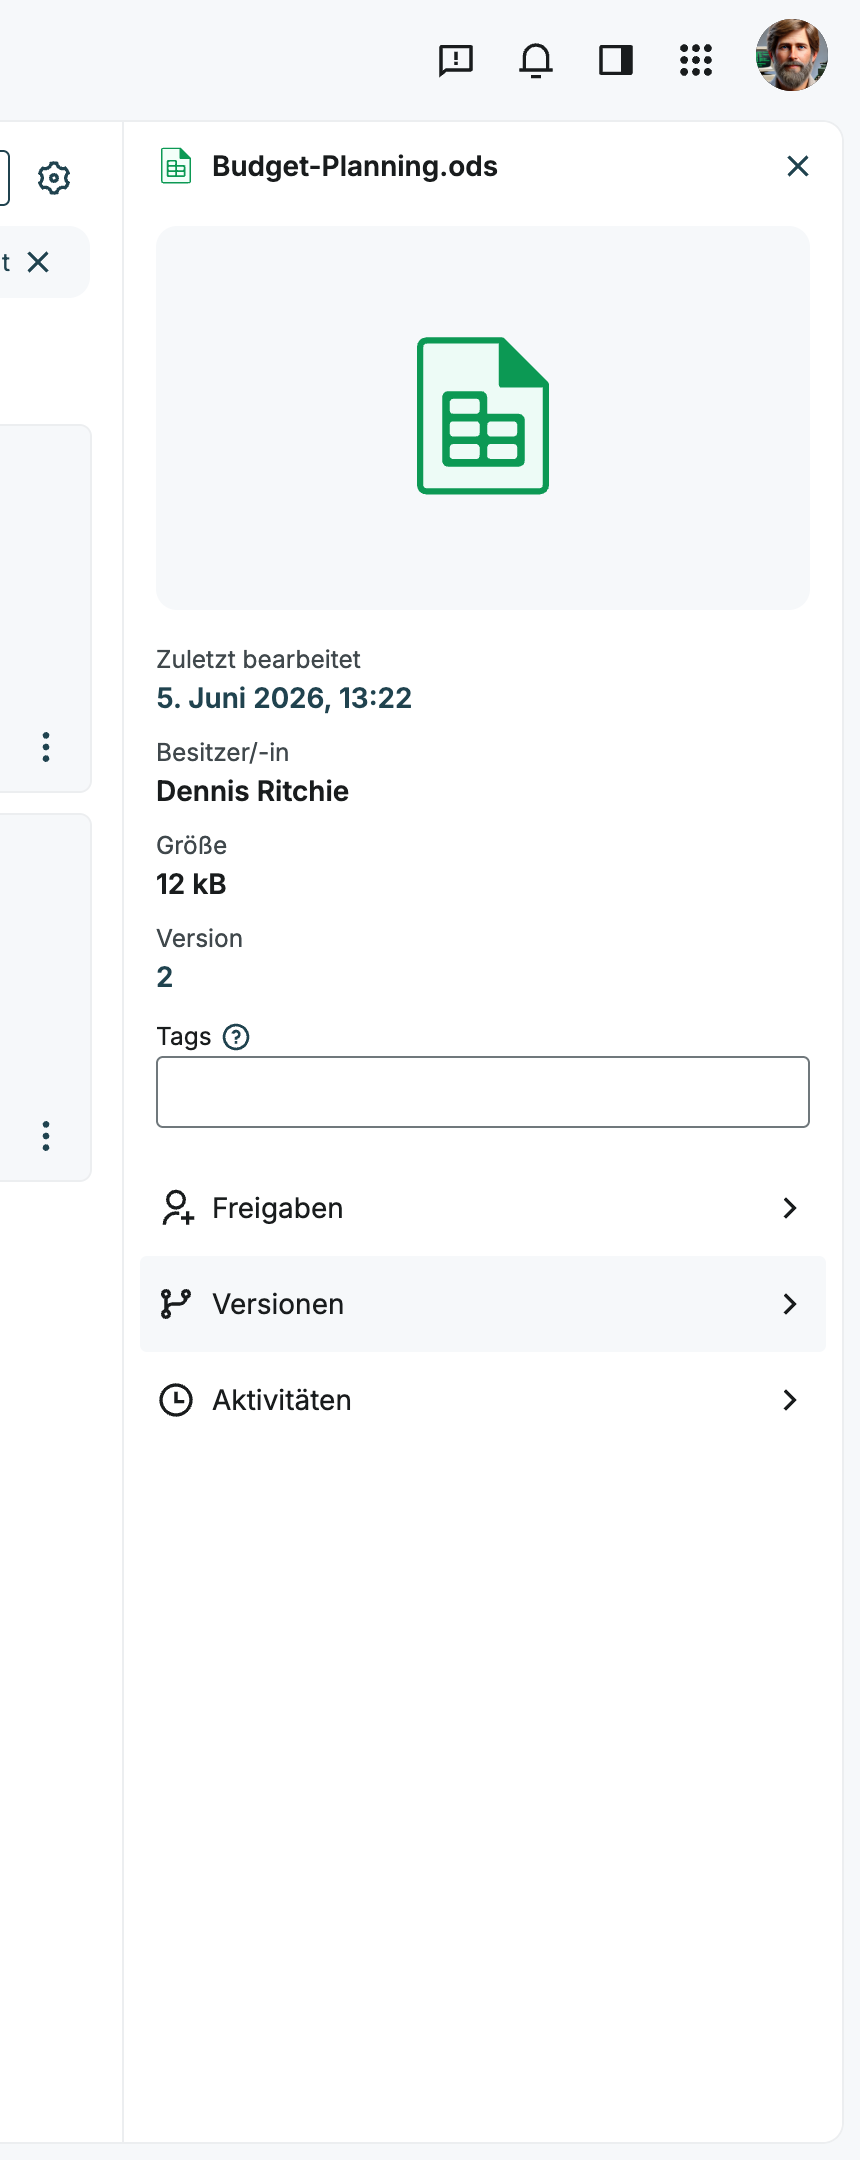 Budget-Planning.ods
t
Zuletzt bearbeitet
5. Juni 2026, 13:22
Besitzer/-in
Dennis Ritchie
Größe
12 kB
Version
2
Tags
Freigaben
Versionen
Aktivitäten